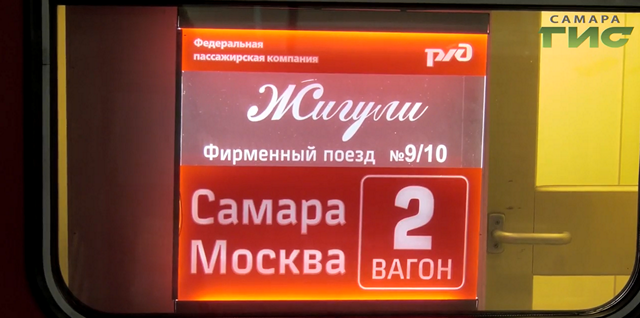 САМАРА
ГИС
Федеральная
пассажирская компания
ржд
Жигули
Фирменный поезд №9/10
Самара
Москва
2
ВАГОН